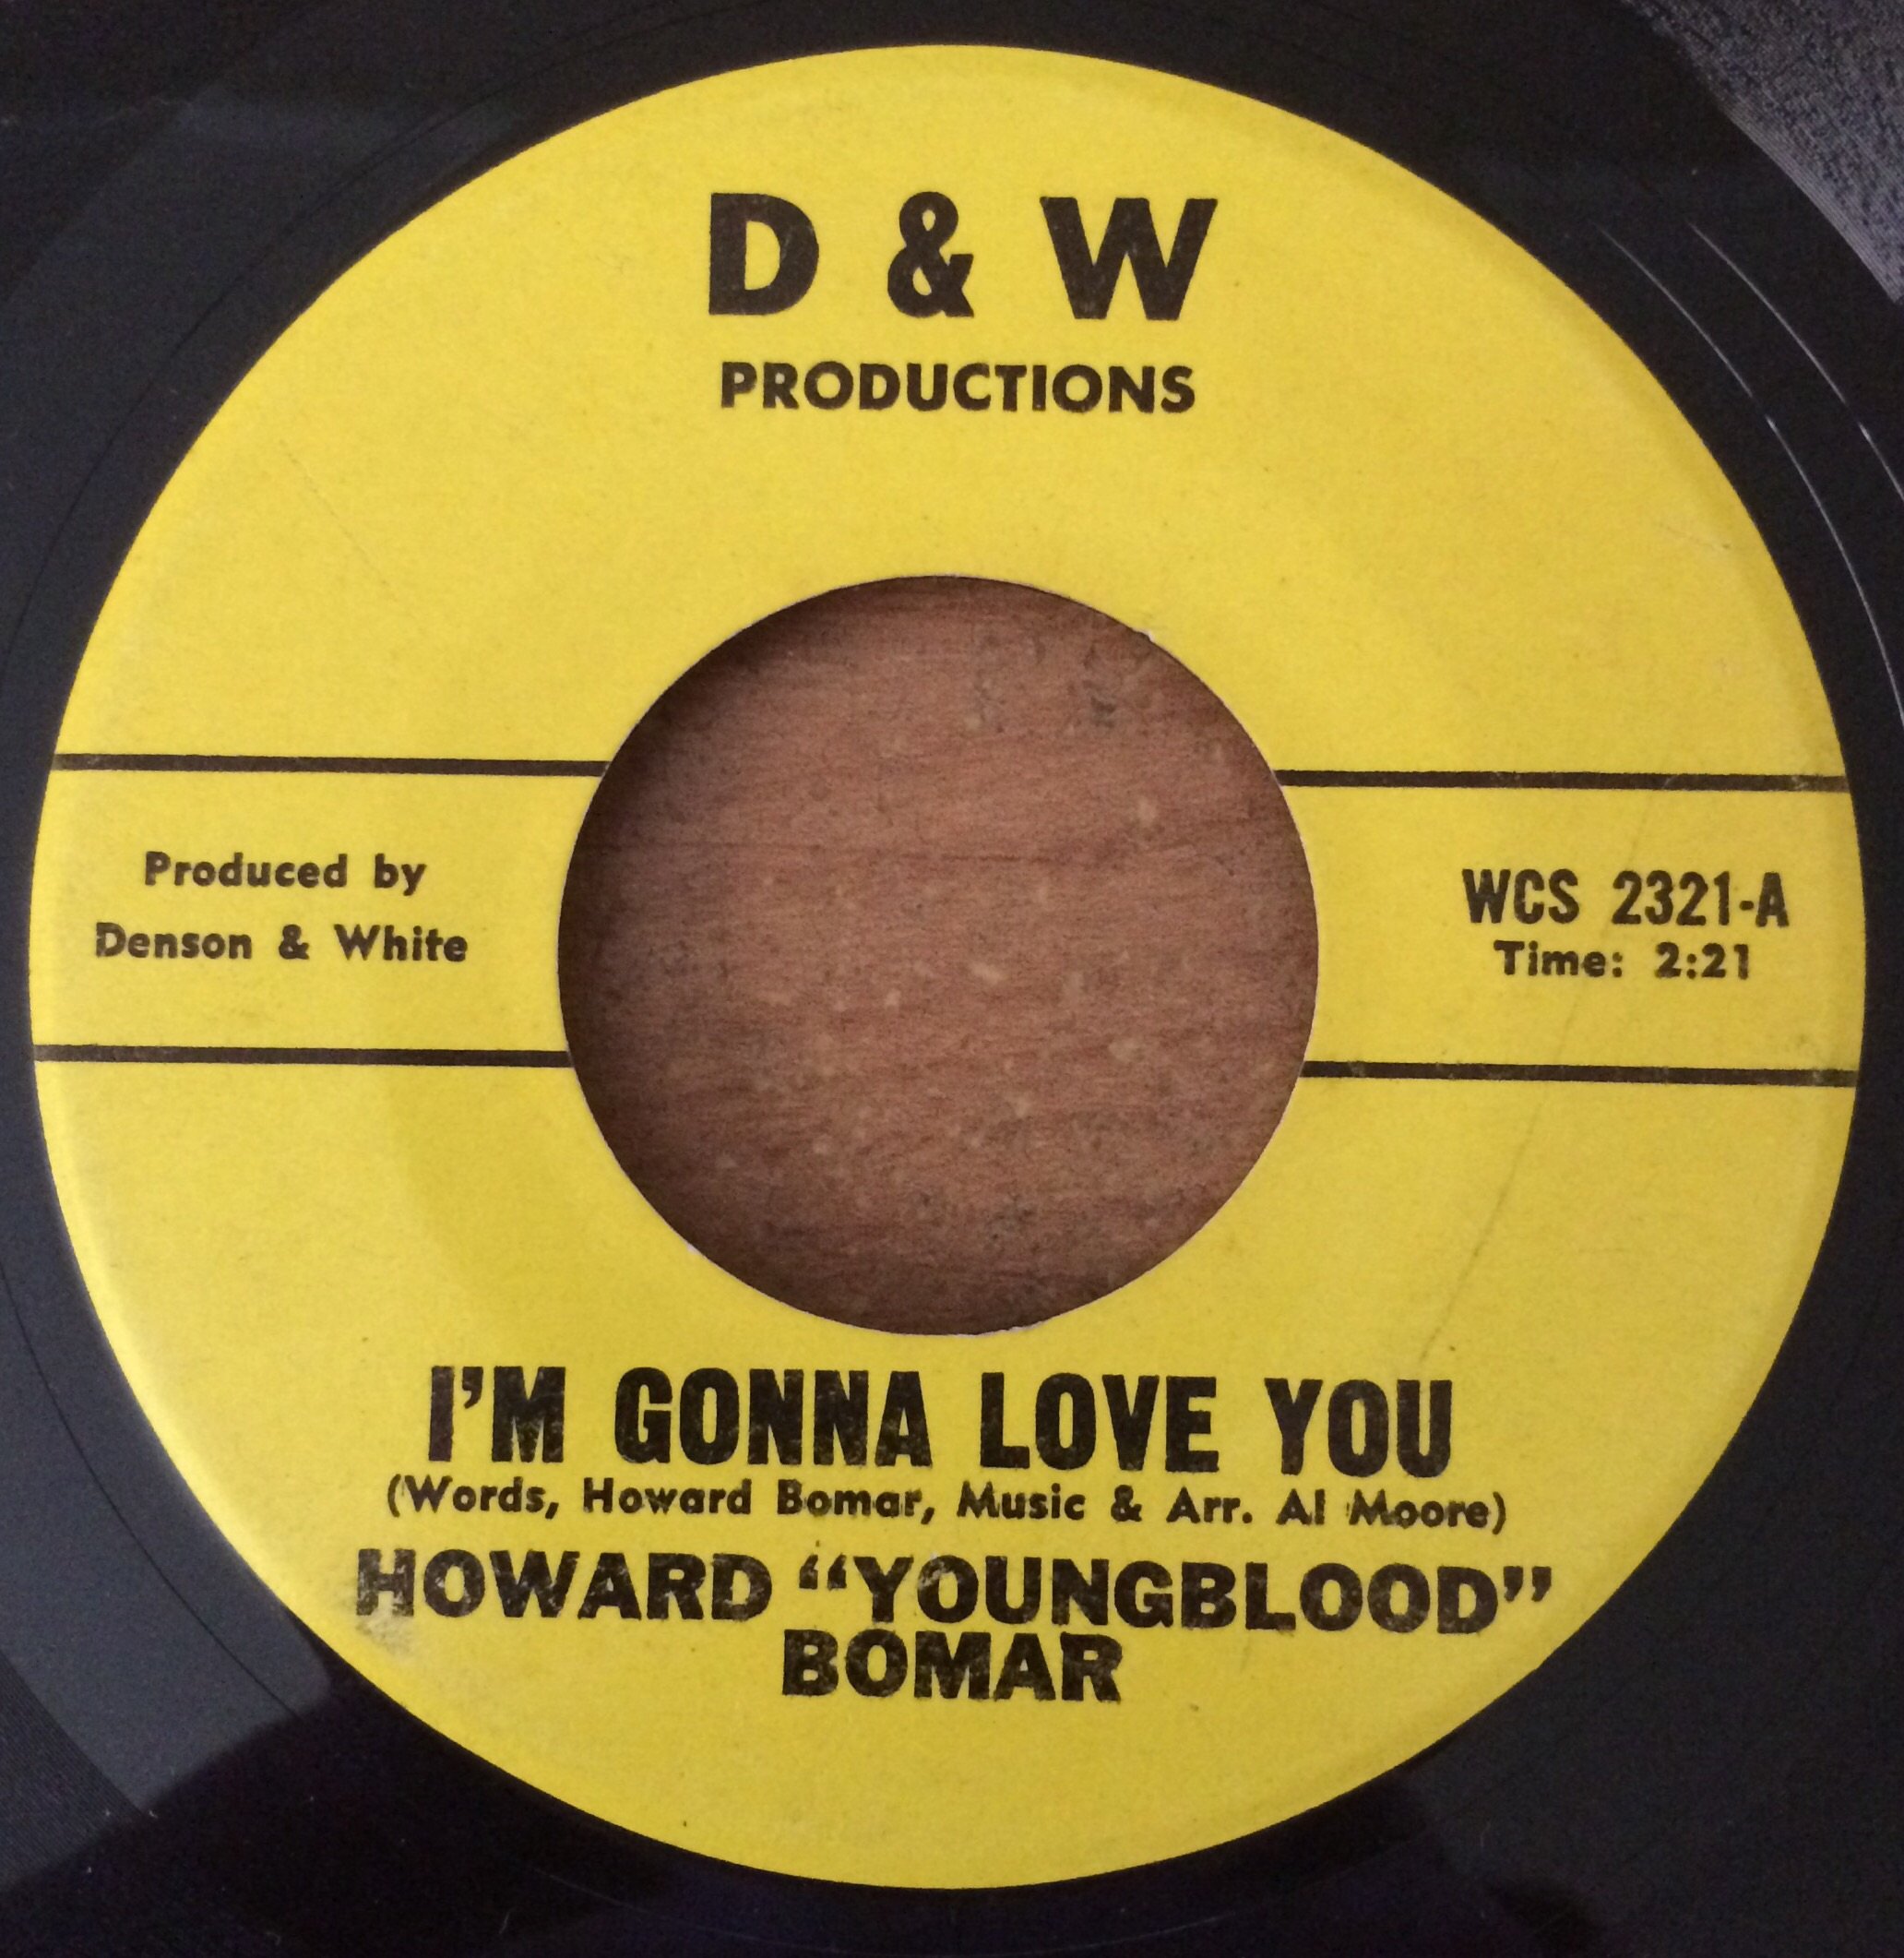 D & W
PRODUCTIONS
Produced by
Denson & White
WCS 2321-A
Time: 2:21
I'M GONNA LOVE YOU
(Words, Howard Bomar, Music & Arr. Al Moore)
HOWARD “YOUNGBLOOD”
BOMAR